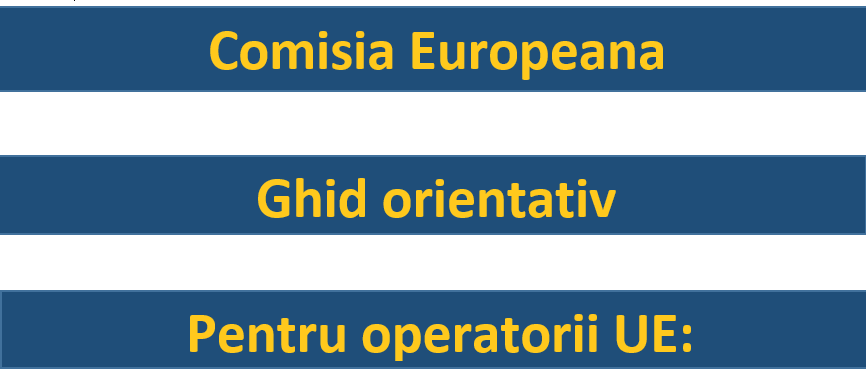 Comisia Europeana
Ghid orientativ
Pentru operatorii UE: